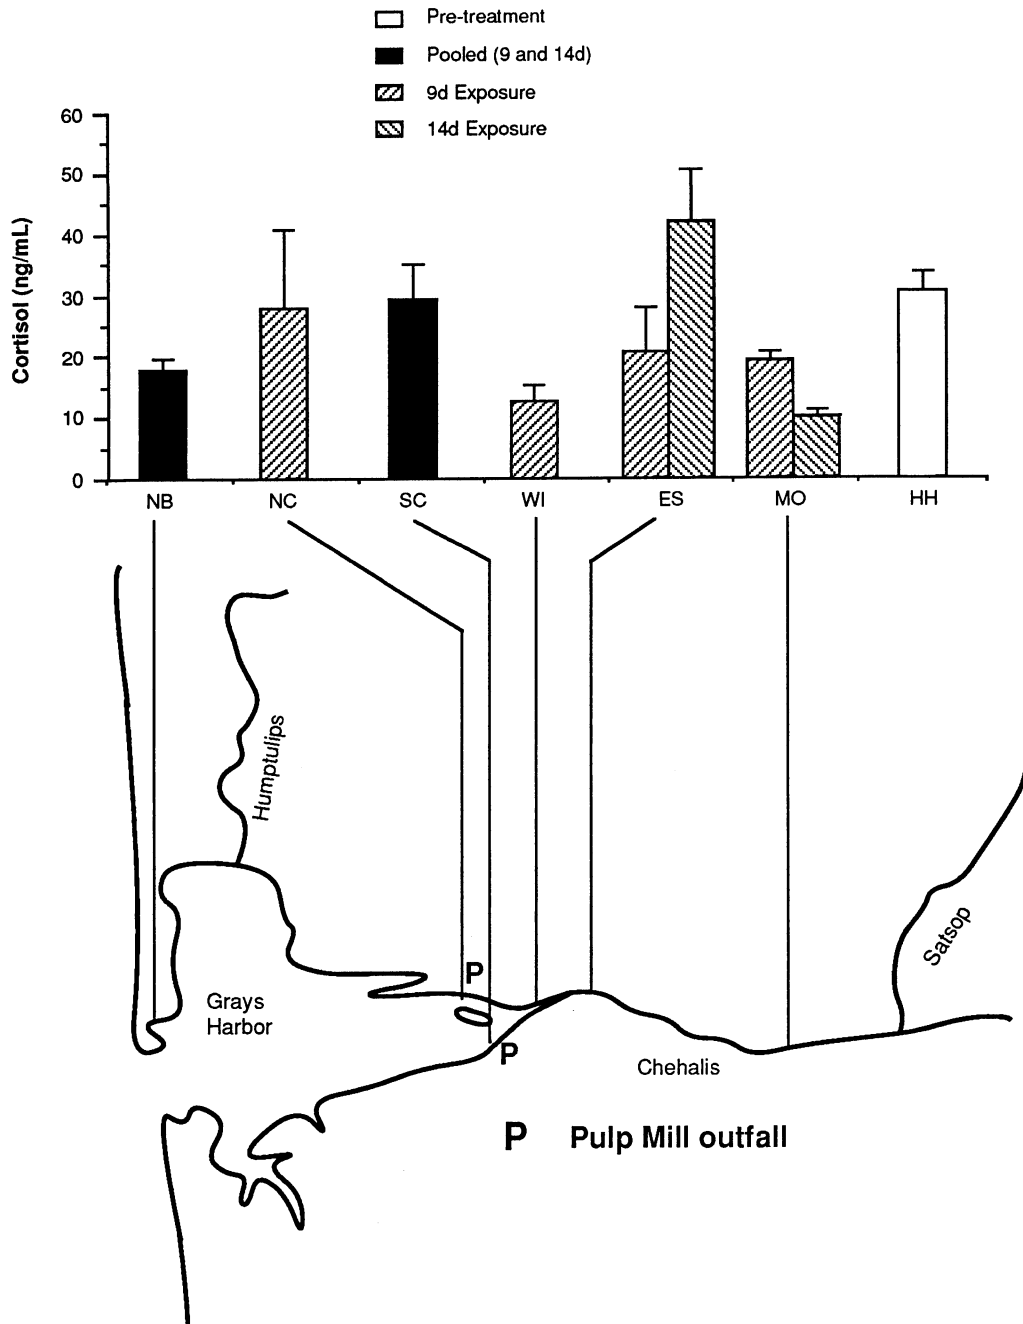 Pre-treatment
Pooled (9 and 14d)
9d Exposure
14d Exposure
60
50
40
30
20
10
0
Cortisol (ng/mL)
NB NC SC WI ES MO HH
Humptulips
Satsop
P
Grays
Harbor
P
Chehalis
P Pulp Mill outfall